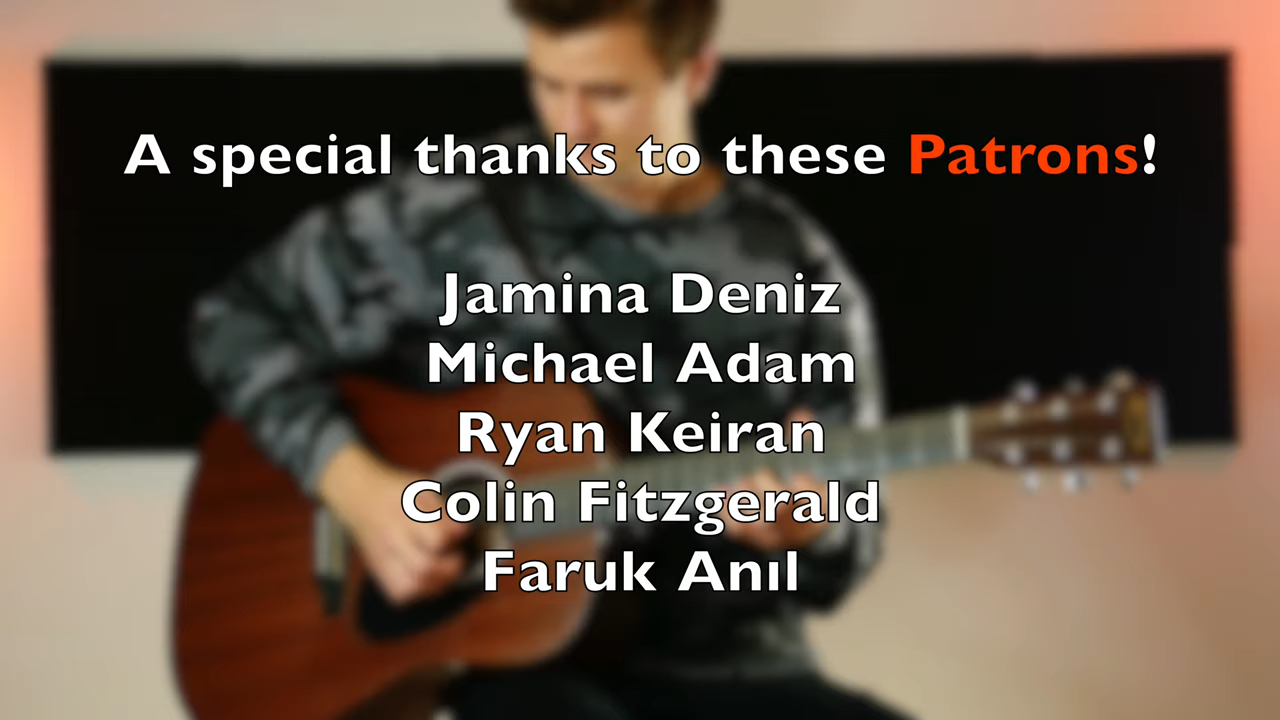 A special thanks to these Patrons!
Jamina Deniz
Michael Adam
Ryan Keiran
Colin Fitzgerald
Faruk Anıl